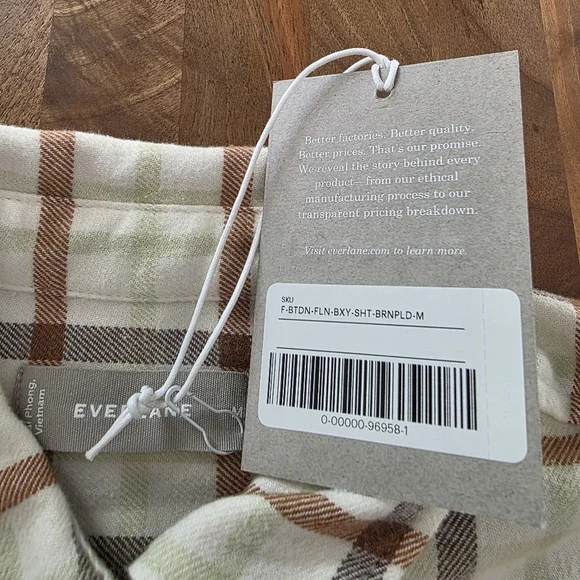 Better factories. Better quality.
Better prices. That's our promise.
We reveal the story behind every
product—from our ethical
manufacturing process to our
transparent pricing breakdown.
Visit everlane.com to learn more.
SKU
F-BTDN-FLN-BXY-SHT-BRNPLD-M
0-00000-96958-1
Phong,
Vietnam
EVERLANE
M